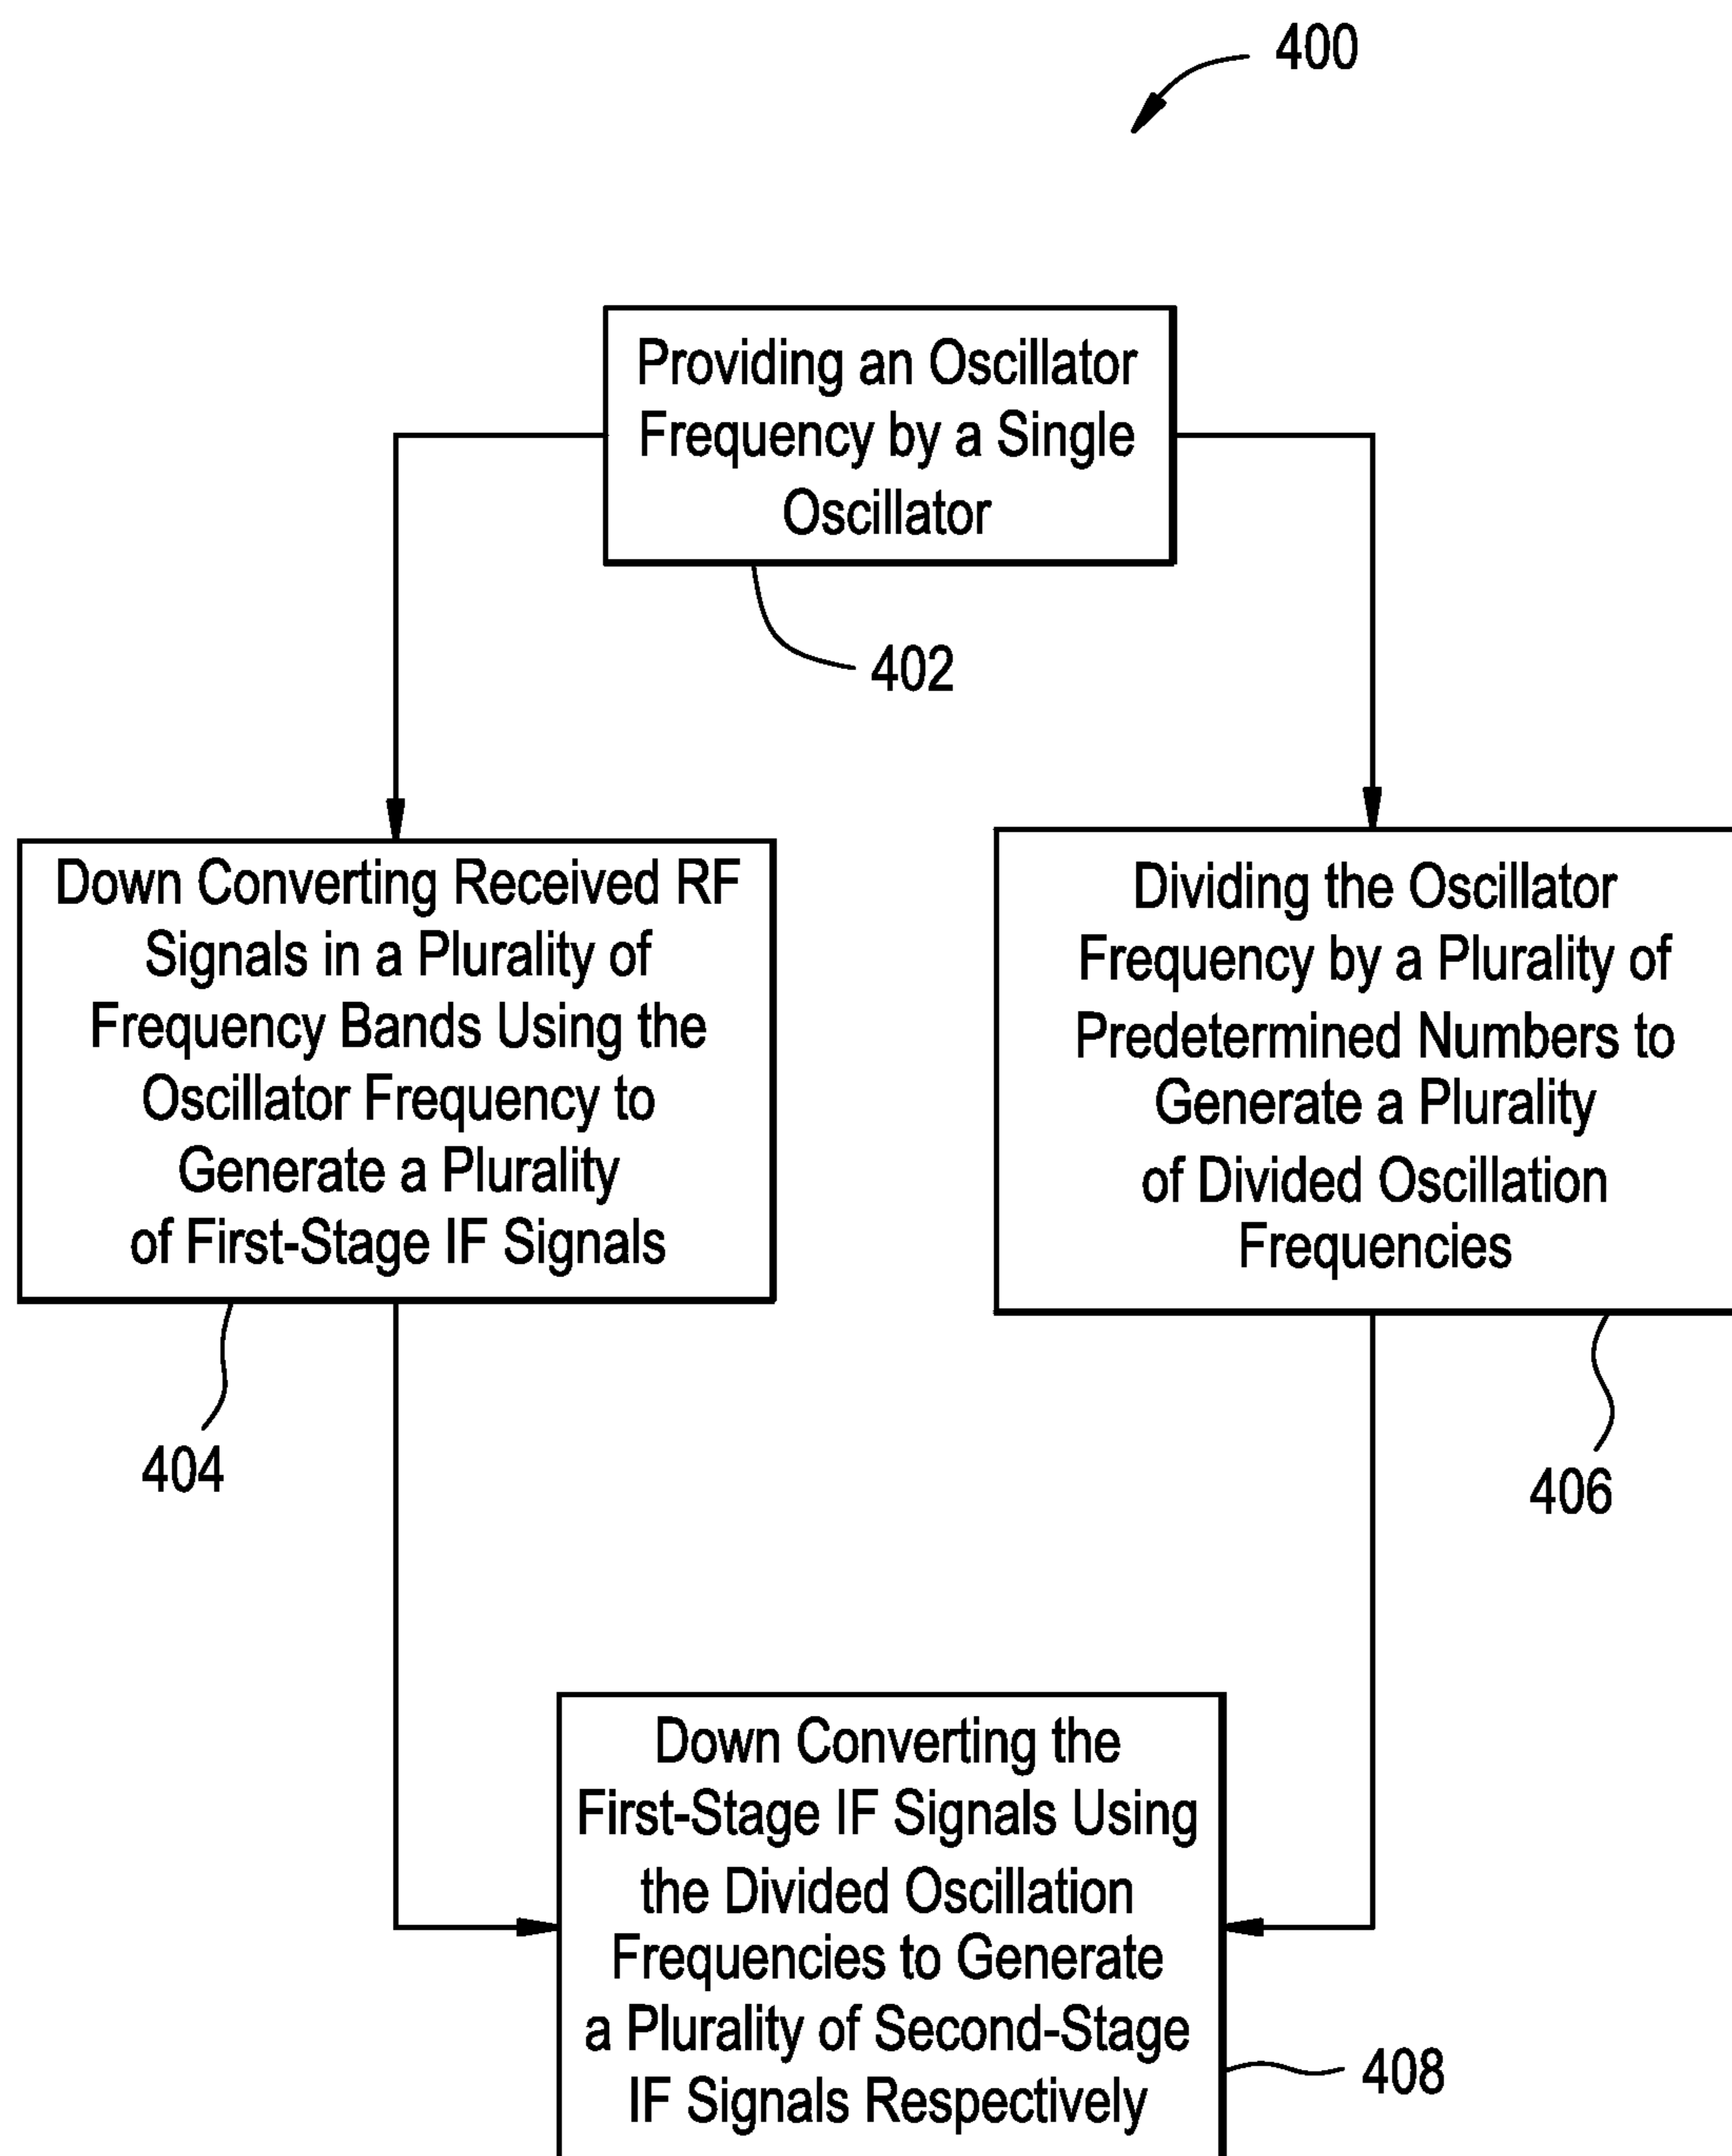 400
Providing an Oscillator
Frequency by a Single
Oscillator
402
Down Converting Received RF
Signals in a Plurality of
Frequency Bands Using the
Oscillator Frequency to
Generate a Plurality
of First-Stage IF Signals
404
Dividing the Oscillator
Frequency by a Plurality of
Predetermined Numbers to
Generate a Plurality
of Divided Oscillation
Frequencies
406
Down Converting the
First-Stage IF Signals Using
the Divided Oscillation
Frequencies to Generate
a Plurality of Second-Stage
IF Signals Respectively
408